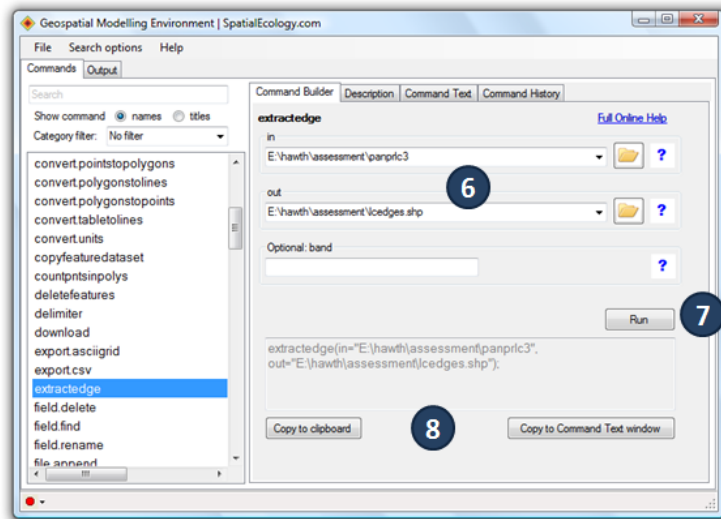 Geospatial Modelling Environment | SpatialEcology.com
File Search options Help
Commands Output
Search
Show command names titles
Category filter: No filter
convert.pointstopolygons
convert.polygonstolines
convert.polygonstopoints
convert.tabletolines
convert.units
copyfeaturedataset
countpntsinpolys
deletefeatures
delimiter
download
export.asciigrid
export.csv
extractedge
field.delete
field.find
field.rename
file.append
Command Builder Description Command Text Command History
extractedge Full Online Help
in
E:\hawth\assessment\panprlc3 ?
6
out
E:\hawth\assessment\lcedges.shp ?
Optional: band
?
Run 7
extractedge(in="E:\hawth\assessment\panprlc3",
out="E:\hawth\assessment\lcedges.shp");
Copy to clipboard 8 Copy to Command Text window